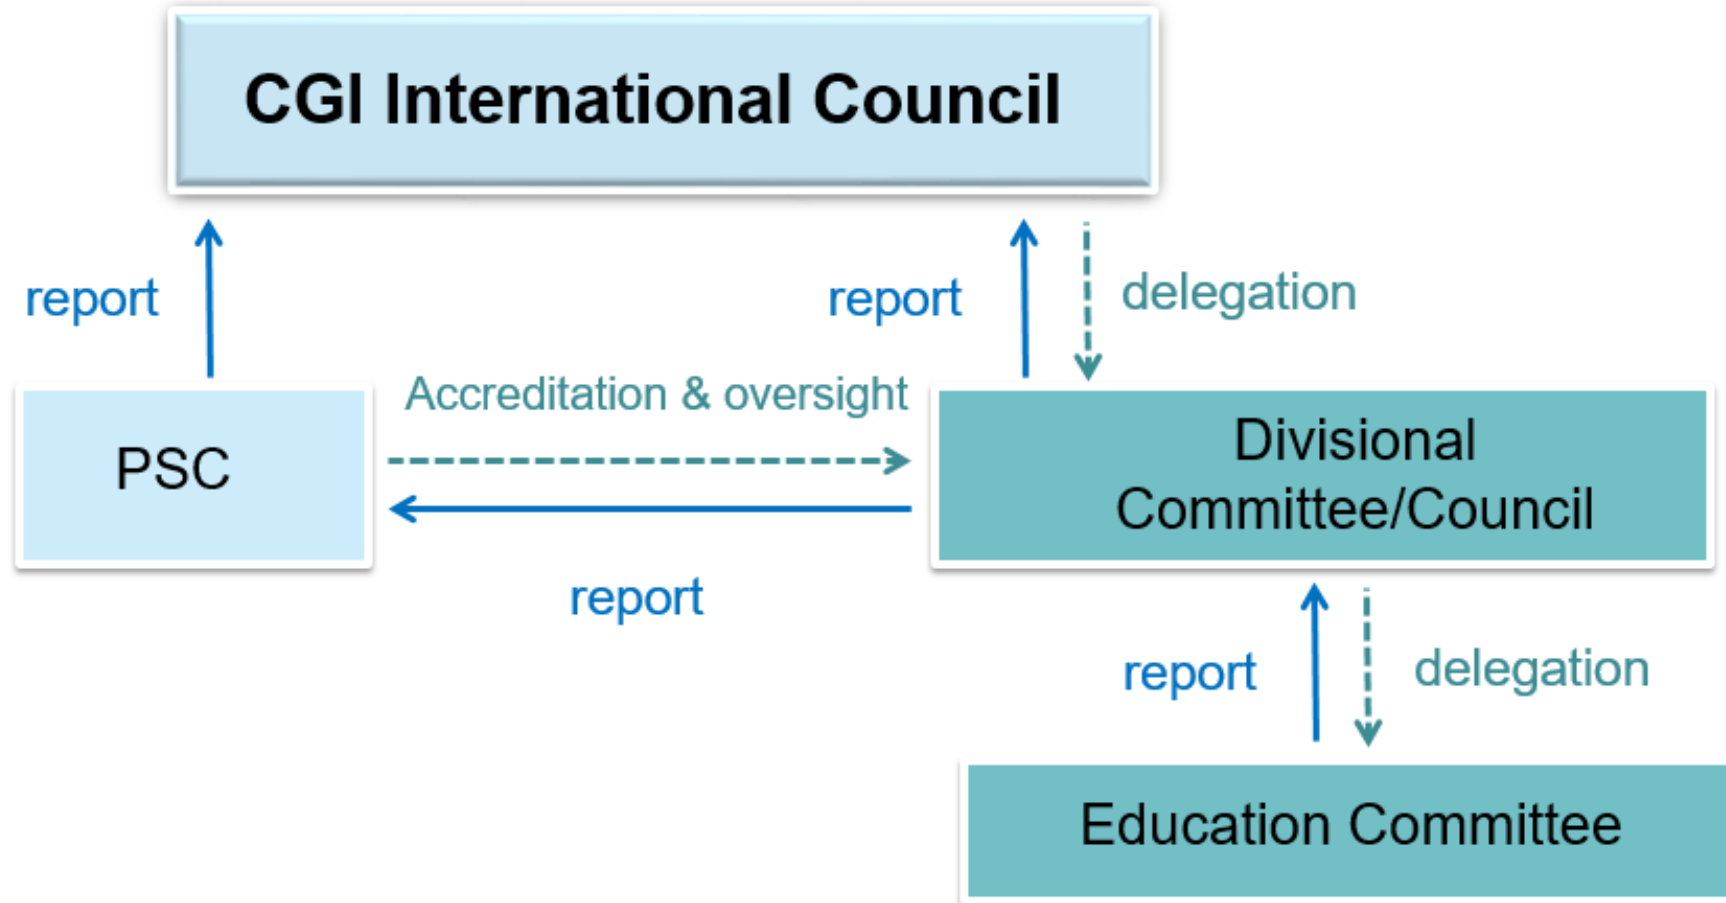 CGI International Council
report
report
delegation
Accreditation & oversight
PSC
Divisional
Committee/Council
report
report
delegation
Education Committee